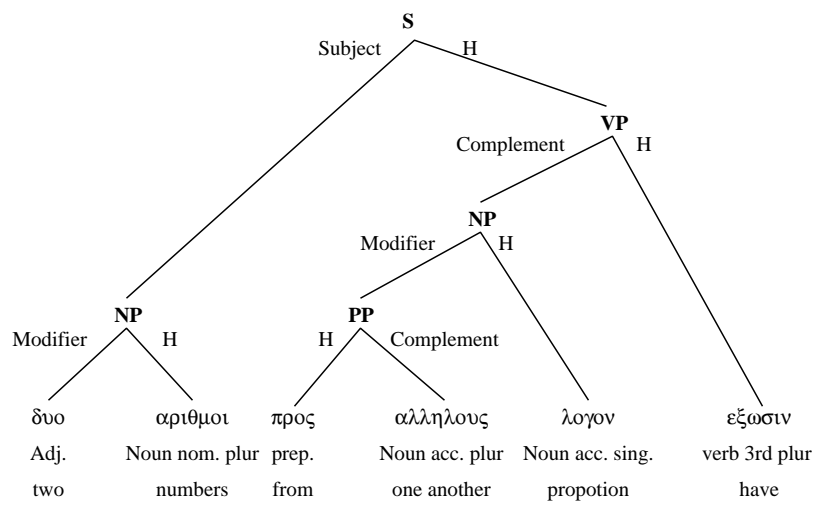 S
Subject H
VP
Complement H
NP
Modifier H
NP PP
Modifier H H Complement
δυο αριθμοι προς αλληλους λογον εξωσιν
Adj. Noun nom. plur prep. Noun acc. plur Noun acc. sing. verb 3rd plur
two numbers from one another propotion have